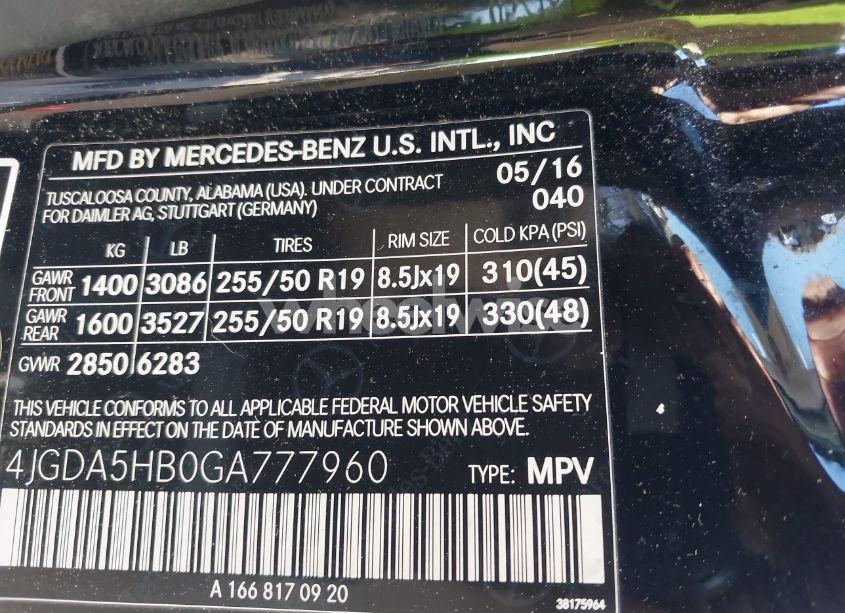 MFD BY MERCEDES-BENZ U.S. INTL., INC
TUSCALOOSA COUNTY, ALABAMA (USA). UNDER CONTRACT 05/16
FOR DAIMLER AG, STUTTGART (GERMANY) 040
KG LB TIRES RIM SIZE COLD KPA (PSI)
GAWR FRONT 1400 3086 255/50 R19 8.5Jx19 310(45)
GAWR REAR 1600 3527 255/50 R19 8.5Jx19 330(48)
GVWR 2850 6283
THIS VEHICLE CONFORMS TO ALL APPLICABLE FEDERAL MOTOR VEHICLE SAFETY
STANDARDS IN EFFECT ON THE DATE OF MANUFACTURE SHOWN ABOVE.
4JGDA5HB0GA777960 TYPE: MPV
A 166 817 09 20
38175964